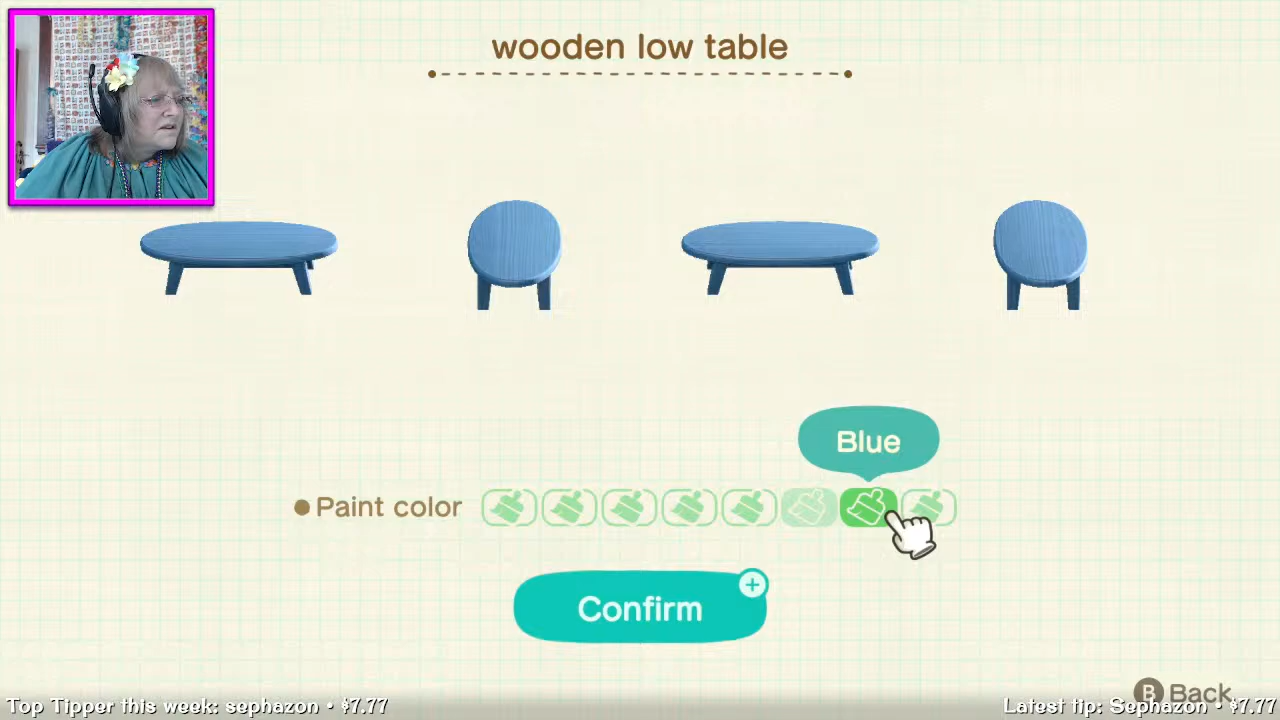 wooden low table
Blue
Paint color
Confirm
B Back
Top Tipper this week: sephazon • $7.77
Latest tip: Sephazon • $7.77